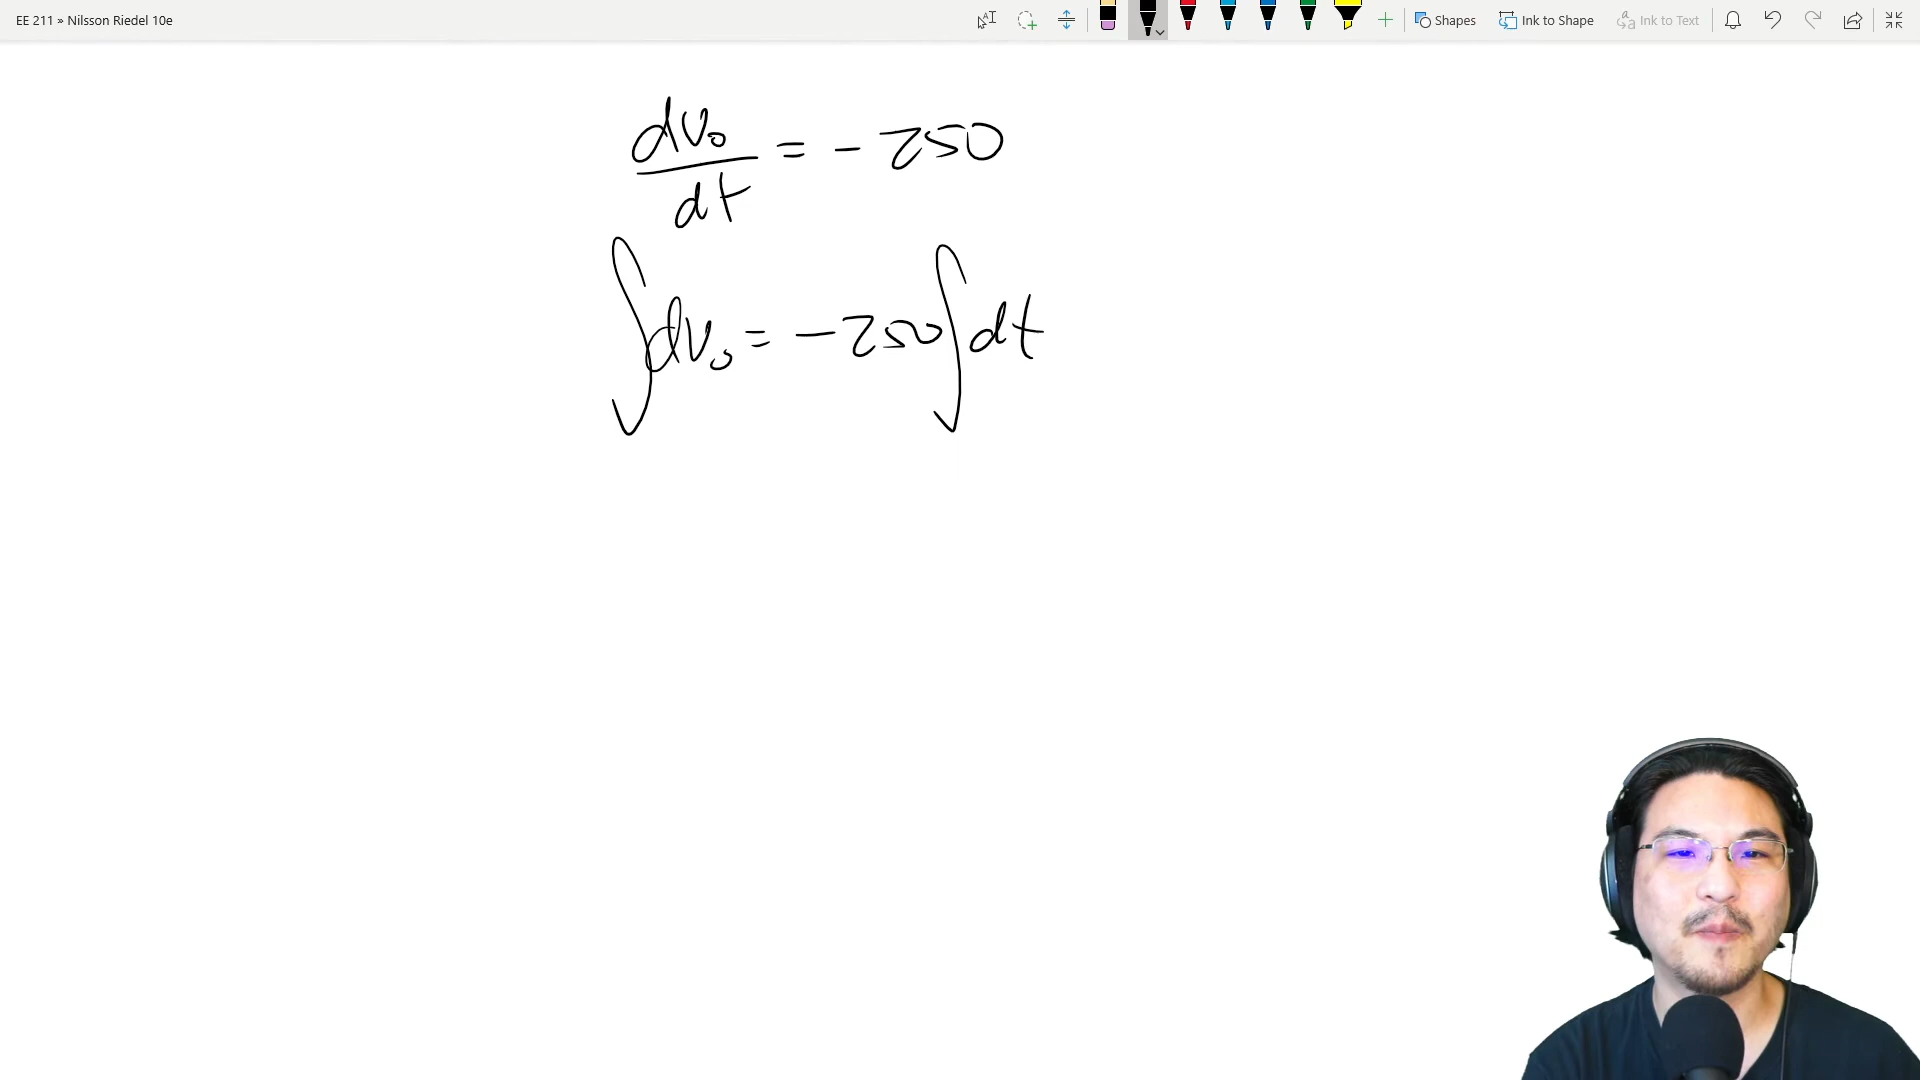 EE 211 » Nilsson Riedel 10e
Shapes
Ink to Shape
Ink to Text
dv₀/dt = - 250
∫dv₀ = -250∫dt